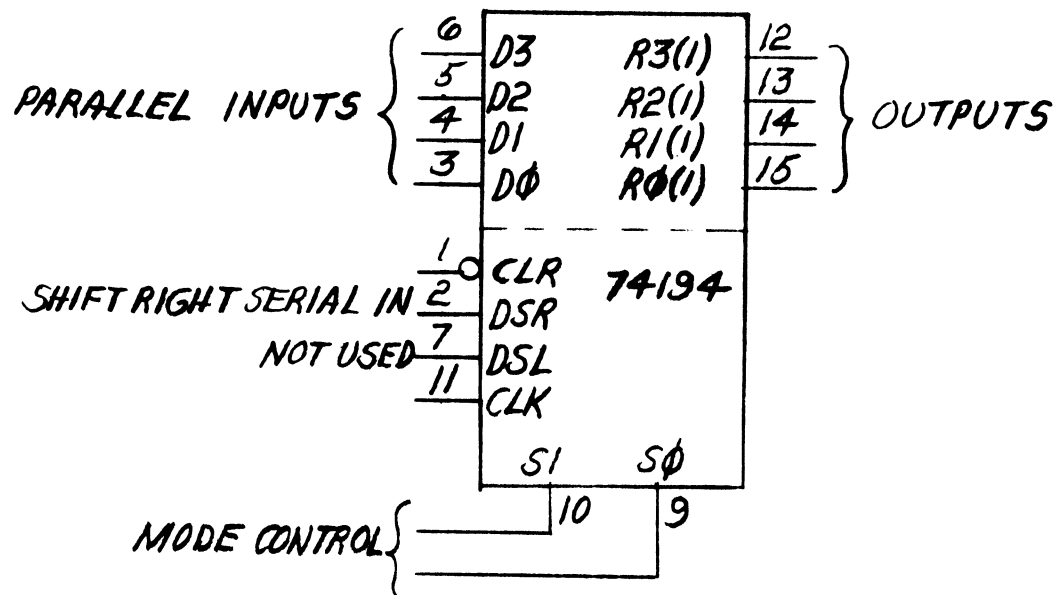 6 D3 R3(1) 12
5 D2 R2(1) 13
PARALLEL INPUTS OUTPUTS
4 D1 R1(1) 14
3 DØ RØ(1) 15
1 CLR 74194
SHIFT RIGHT SERIAL IN 2 DSR
NOT USED 7 DSL
11 CLK
S1 SØ
10 9
MODE CONTROL